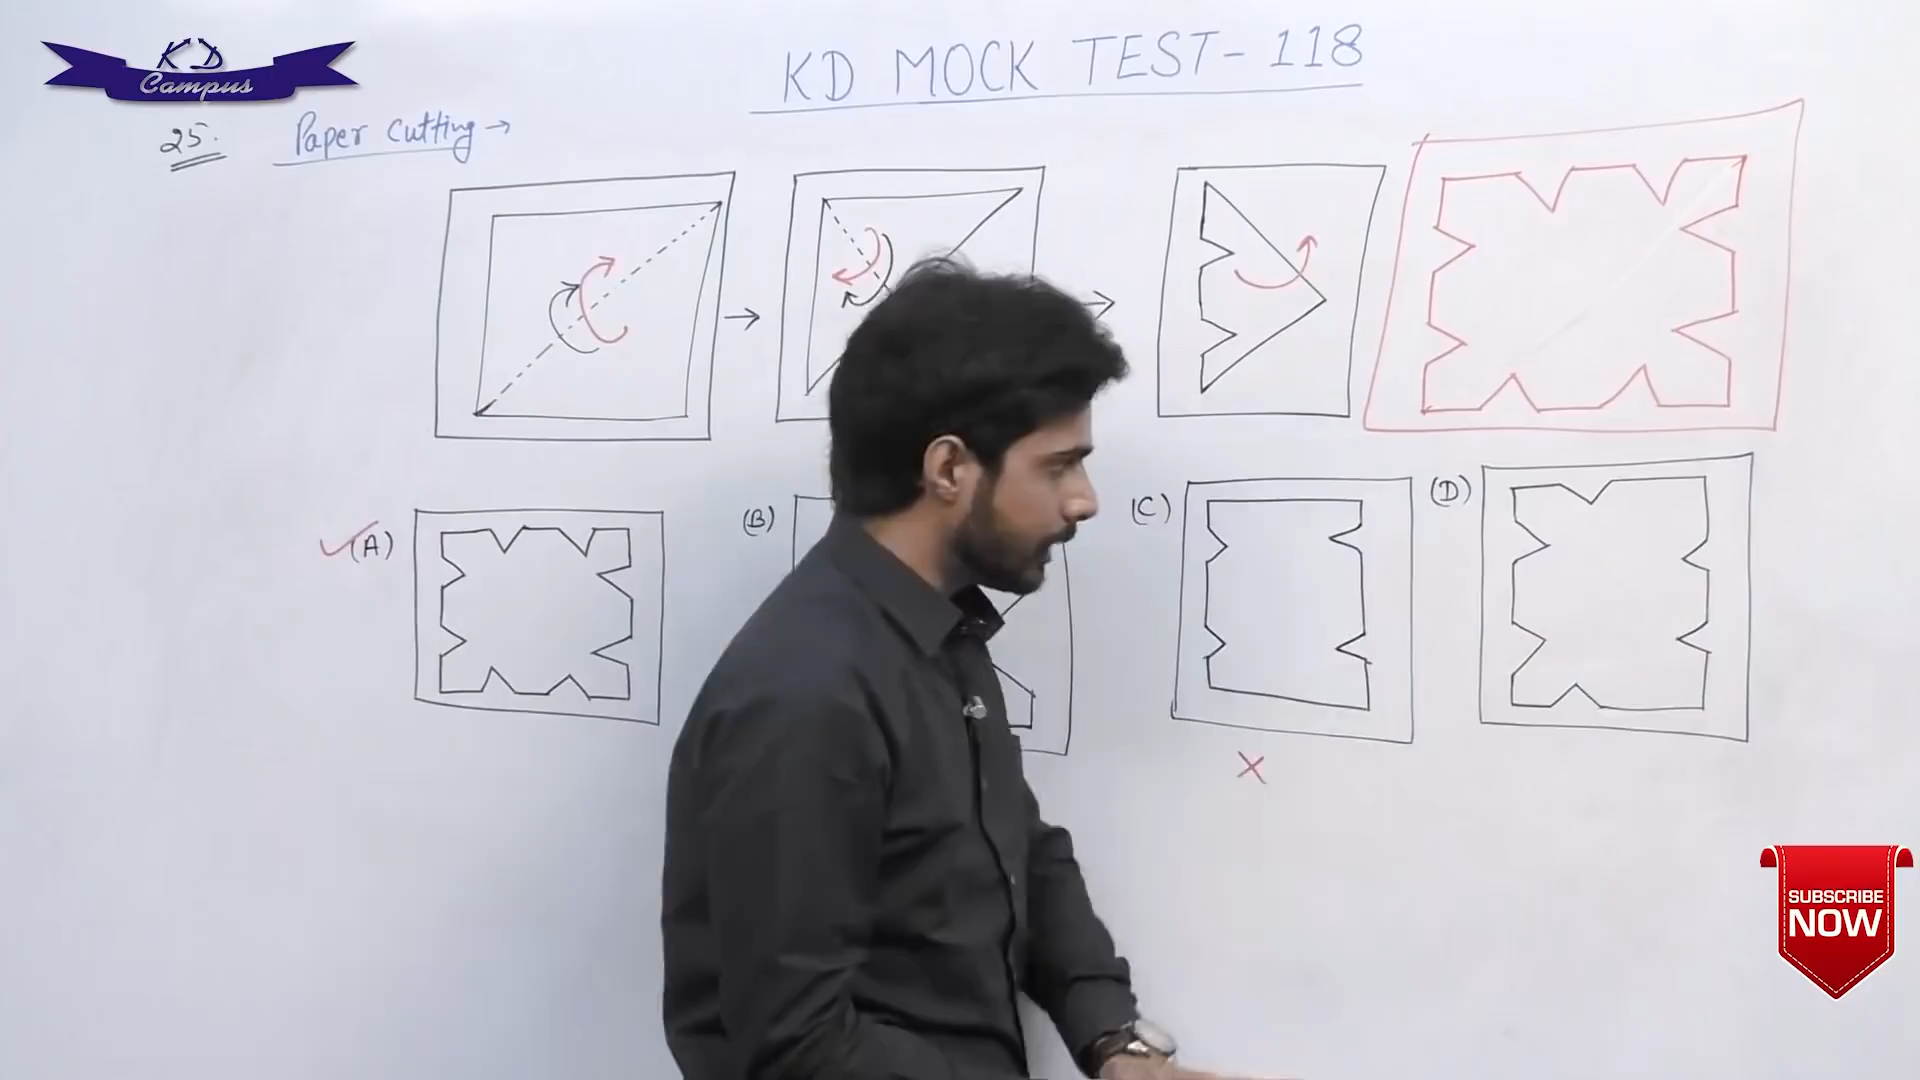 KD
Campus
KD MOCK TEST-118
25. Paper Cutting →
(A)
(B)
(C)
(D)
SUBSCRIBE
NOW